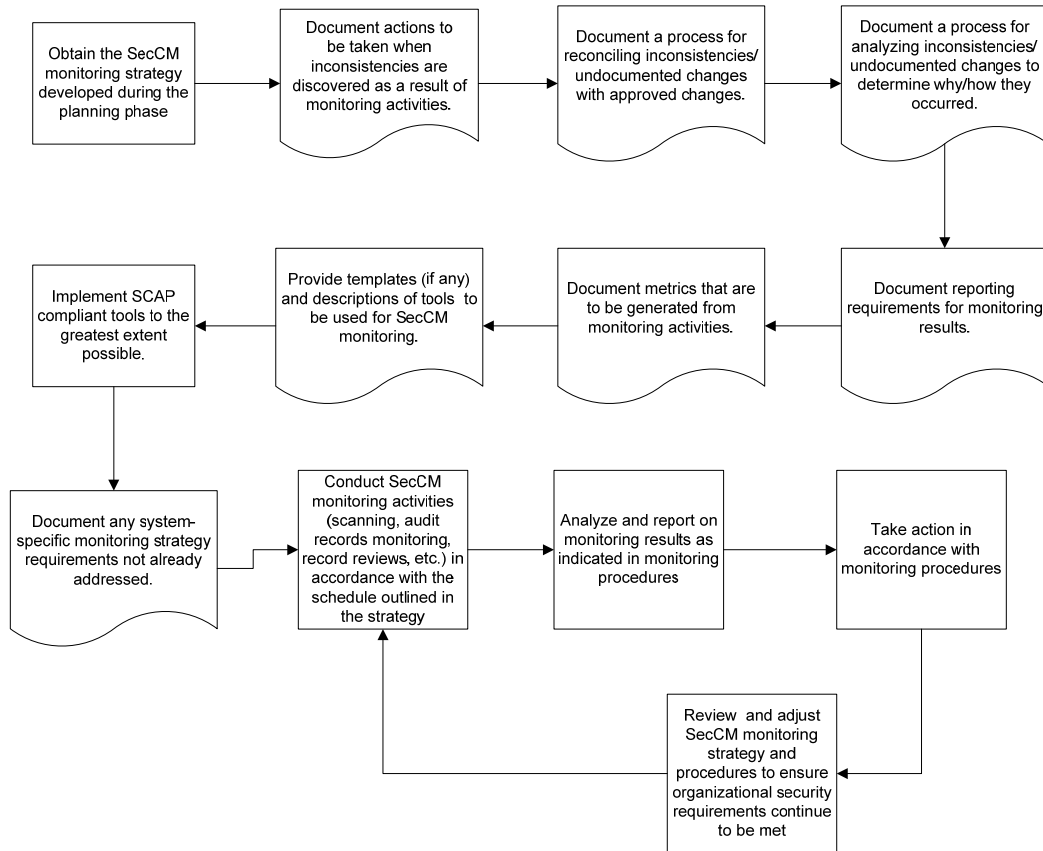 Obtain the SecCM
monitoring strategy
developed during the
planning phase
Document actions to
be taken when
inconsistencies are
discovered as a result of
monitoring activities.
Document a process for
reconciling inconsistencies/
undocumented changes
with approved changes.
Document a process for
analyzing inconsistencies/
undocumented changes to
determine why/how they
occurred.
Document reporting
requirements for monitoring
results.
Document metrics that are
to be generated from
monitoring activities.
Provide templates (if any)
and descriptions of tools to
be used for SecCM
monitoring.
Implement SCAP
compliant tools to the
greatest extent
possible.
Document any system-
specific monitoring strategy
requirements not already
addressed.
Conduct SecCM
monitoring activities
(scanning, audit
records monitoring,
record reviews, etc.) in
accordance with the
schedule outlined in
the strategy
Analyze and report on
monitoring results as
indicated in monitoring
procedures
Take action in
accordance with
monitoring procedures
Review and adjust
SecCM monitoring
strategy and
procedures to ensure
organizational security
requirements continue
to be met